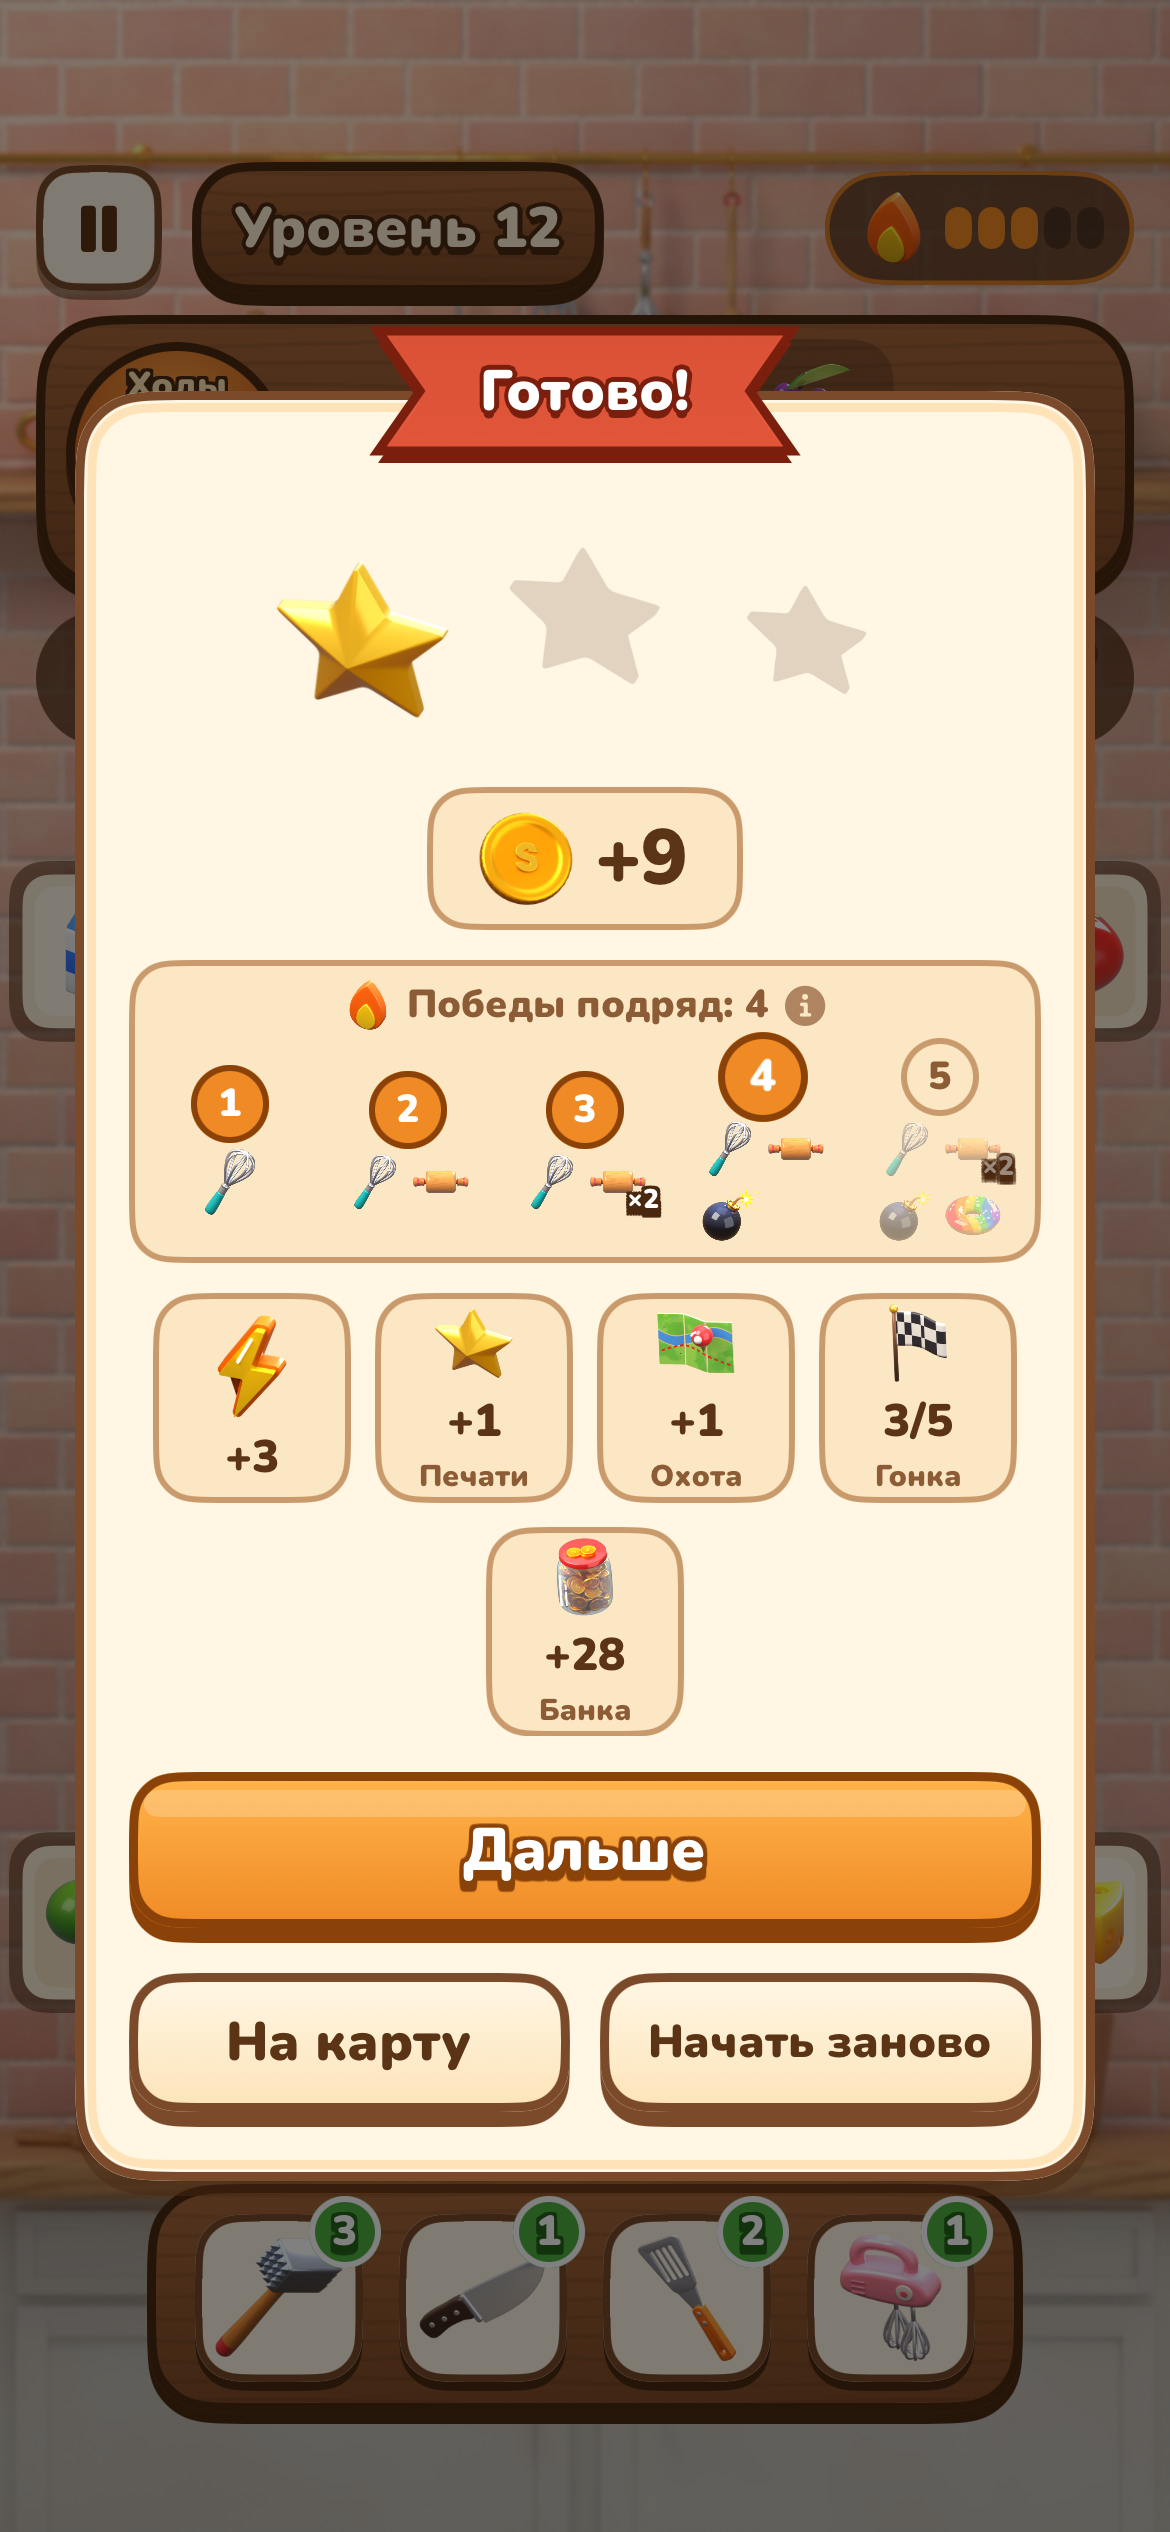 Уровень 12
Ходы
Готово!
S +9
Победы подряд: 4 i
1 2 3 4 5
×2 ×2
+3 +1 +1 3/5
Печати Охота Гонка
+28
Банка
Дальше
На карту Начать заново
3 1 2 1